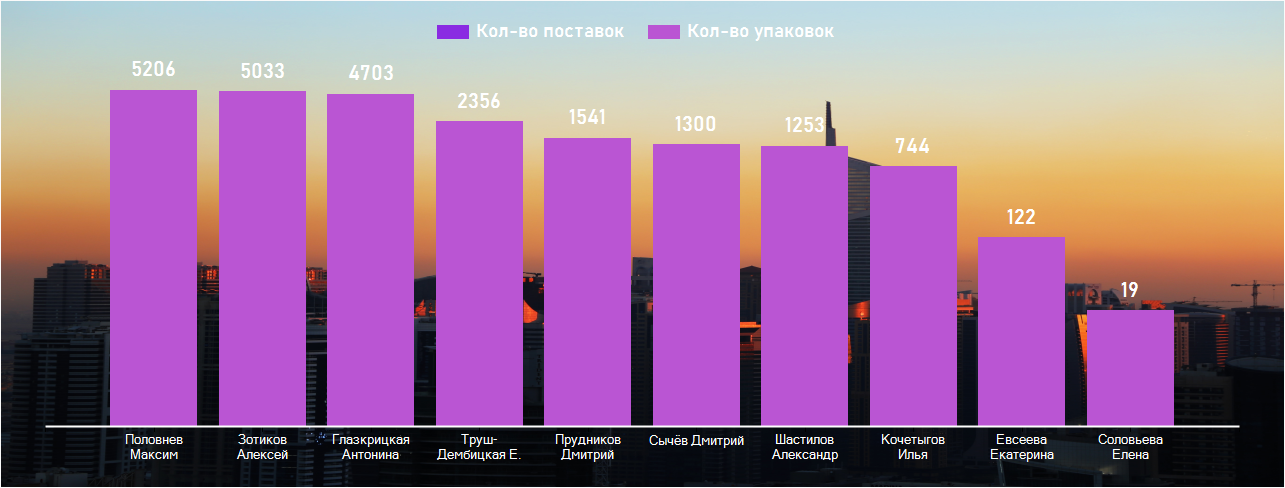 Кол-во поставок Кол-во упаковок
5206 5033 4703 2356 1541 1300 1253 744 122 19
Половнев Максим
Зотиков Алексей
Глазкрицкая Антонина
Труш-
Дембицкая Е.
Прудников Дмитрий
Сычёв Дмитрий
Шастилов Александр
Кочетыгов Илья
Евсеева Екатерина
Соловьева Елена